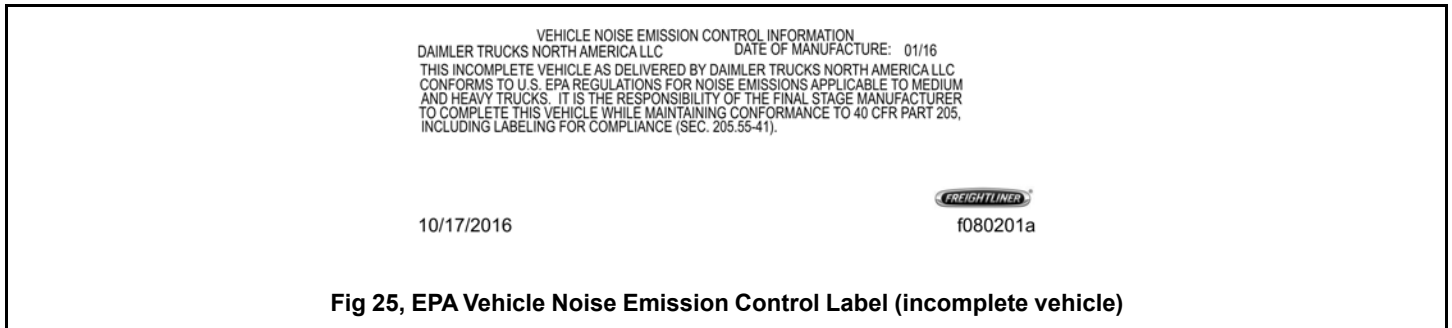 VEHICLE NOISE EMISSION CONTROL INFORMATION
DAIMLER TRUCKS NORTH AMERICA LLC DATE OF MANUFACTURE: 01/16
THIS INCOMPLETE VEHICLE AS DELIVERED BY DAIMLER TRUCKS NORTH AMERICA LLC
CONFORMS TO U.S. EPA REGULATIONS FOR NOISE EMISSIONS APPLICABLE TO MEDIUM
AND HEAVY TRUCKS. IT IS THE RESPONSIBILITY OF THE FINAL STAGE MANUFACTURER
TO COMPLETE THIS VEHICLE WHILE MAINTAINING CONFORMANCE TO 40 CFR PART 205,
INCLUDING LABELING FOR COMPLIANCE (SEC. 205.55-41).
FREIGHTLINER
10/17/2016 f080201a
Fig 25, EPA Vehicle Noise Emission Control Label (incomplete vehicle)